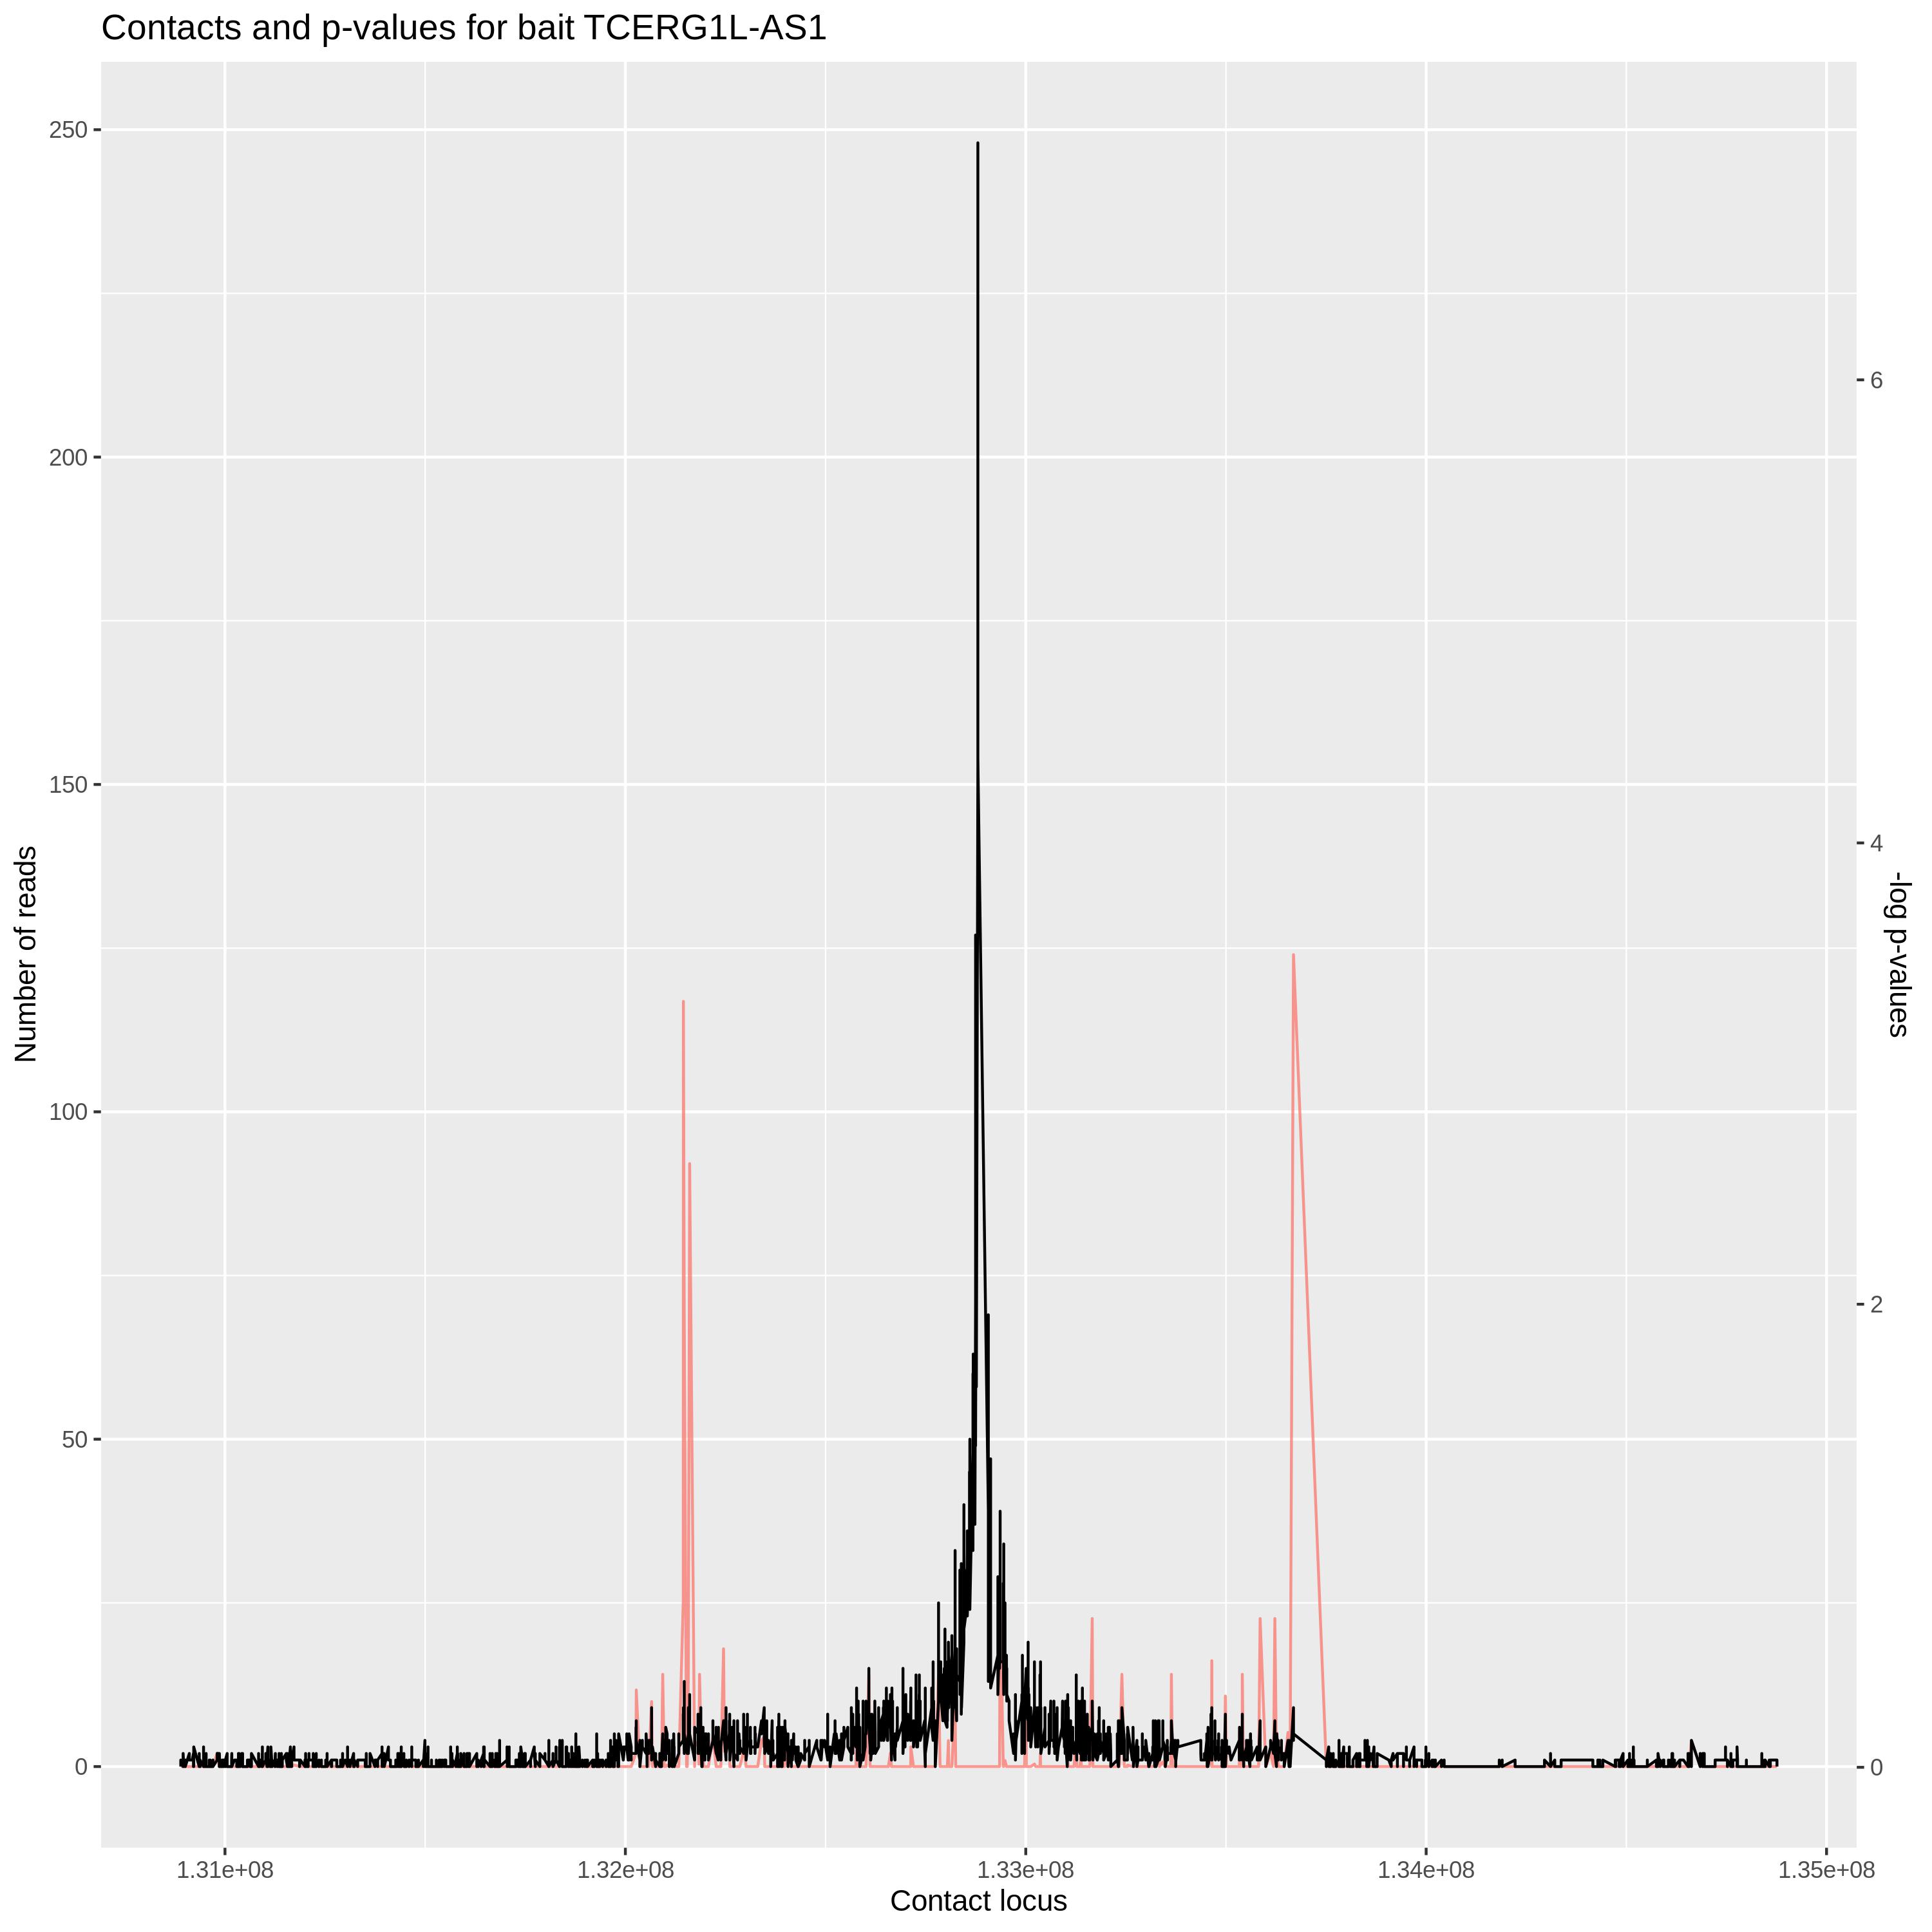 Contacts and p-values for bait TCERG1L-AS1
250
200
150
100
50
0
Number of reads
6
4
2
0
-log p-values
1.31e+08
1.32e+08
1.33e+08
1.34e+08
1.35e+08
Contact locus